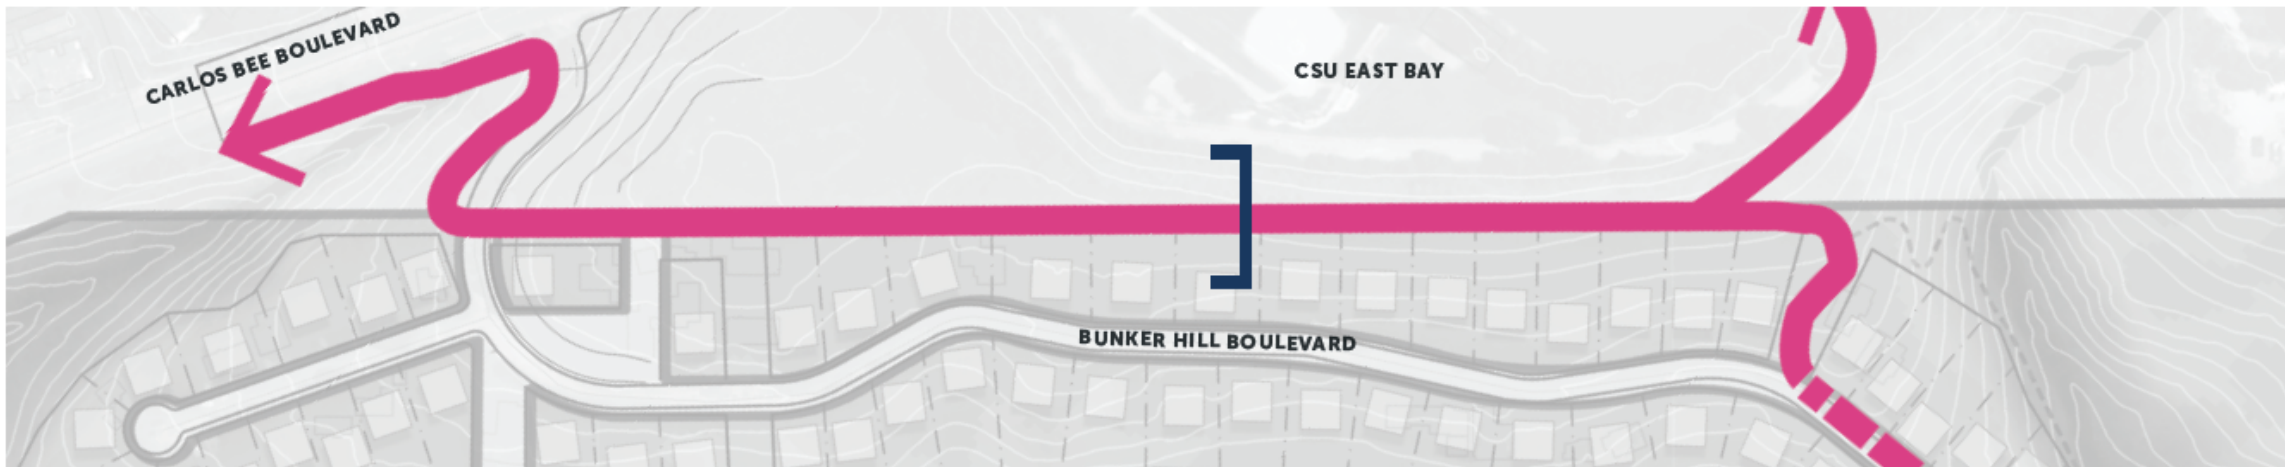 CARLOS BEE BOULEVARD
CSU EAST BAY
BUNKER HILL BOULEVARD